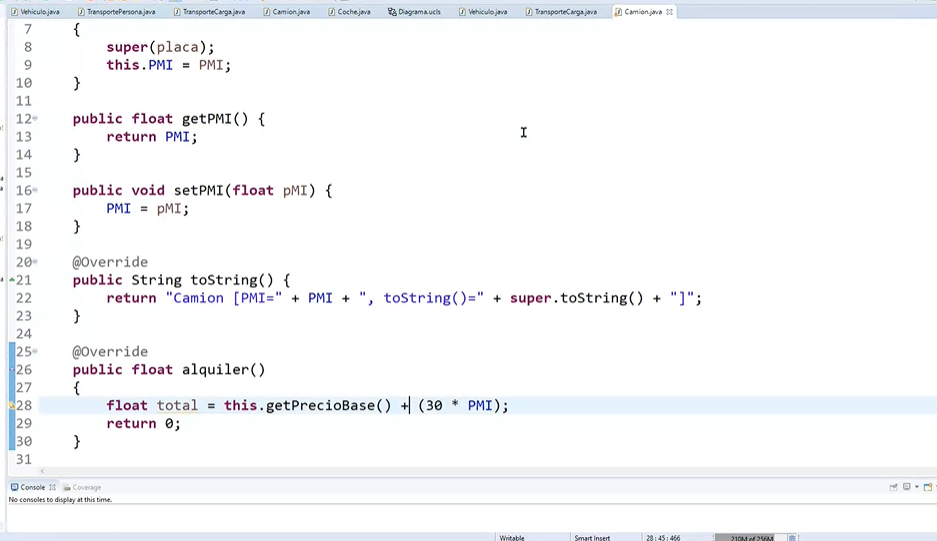 Vehiculo.java TransportePersona.java TransporteCarga.java Camion.java Coche.java Diagrama.ucls Vehiculo.java TransporteCarga.java Camion.java
7 {
8 super(placa);
9 this.PMI = PMI;
10 }
11
12 public float getPMI() {
13 return PMI;
14 }
15
16 public void setPMI(float pMI) {
17 PMI = pMI;
18 }
19
20 @Override
21 public String toString() {
22 return "Camion [PMI=" + PMI + ", toString()=" + super.toString() + "]";
23 }
24
25 @Override
26 public float alquiler()
27 {
28 float total = this.getPrecioBase() + (30 * PMI);
29 return 0;
30 }
31
Console Coverage
No consoles to display at this time.
Writable Smart Insert 28 : 45 : 466 210M of 256M